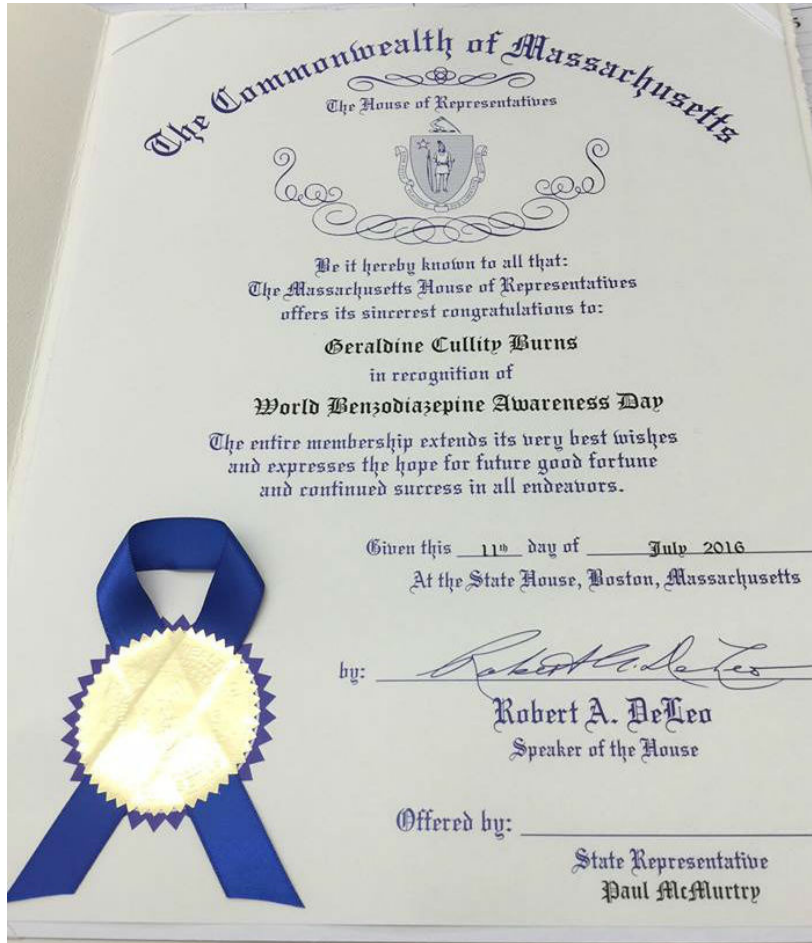 The Commonwealth of Massachusetts
The House of Representatives
Be it hereby known to all that:
The Massachusetts House of Representatives
offers its sincerest congratulations to:
Geraldine Cullity Burns
in recognition of
World Benzodiazepine Awareness Day
The entire membership extends its very best wishes
and expresses the hope for future good fortune
and continued success in all endeavors.
Given this 11th day of July 2016
At the State House, Boston, Massachusetts
by: Robert A. DeLeo
Robert A. DeLeo
Speaker of the House
Offered by:
State Representative
Paul McMurtry